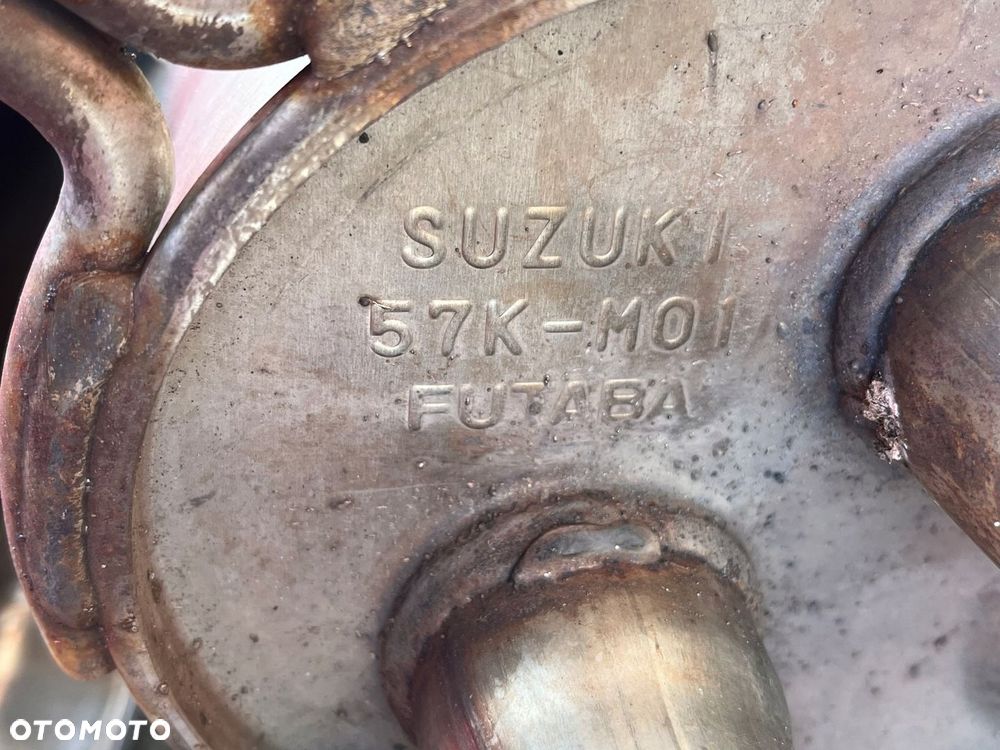 SUZUKI
57K-M01
FUTABA
OTOMOTO